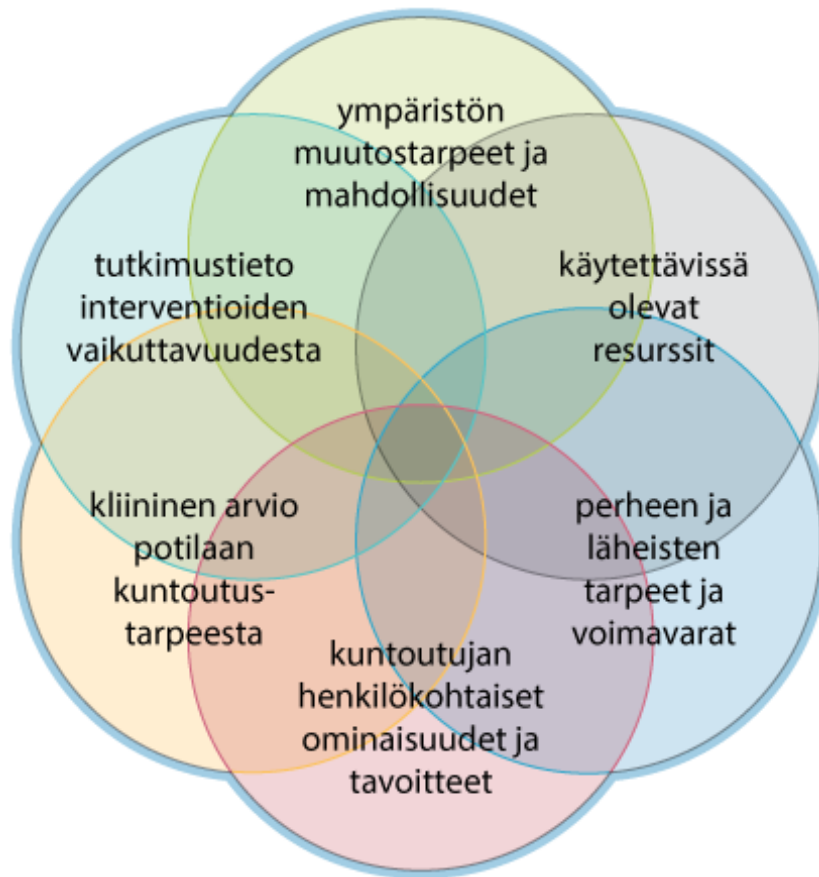 ympäristön
muutostarpeet ja
mahdollisuudet
tutkimustieto
interventioiden
vaikuttavuudesta
käytettävissä
olevat
resurssit
kliininen arvio
potilaan
kuntoutus-
tarpeesta
perheen ja
läheisten
tarpeet ja
voimavarat
kuntoutujan
henkilökohtaiset
ominaisuudet ja
tavoitteet